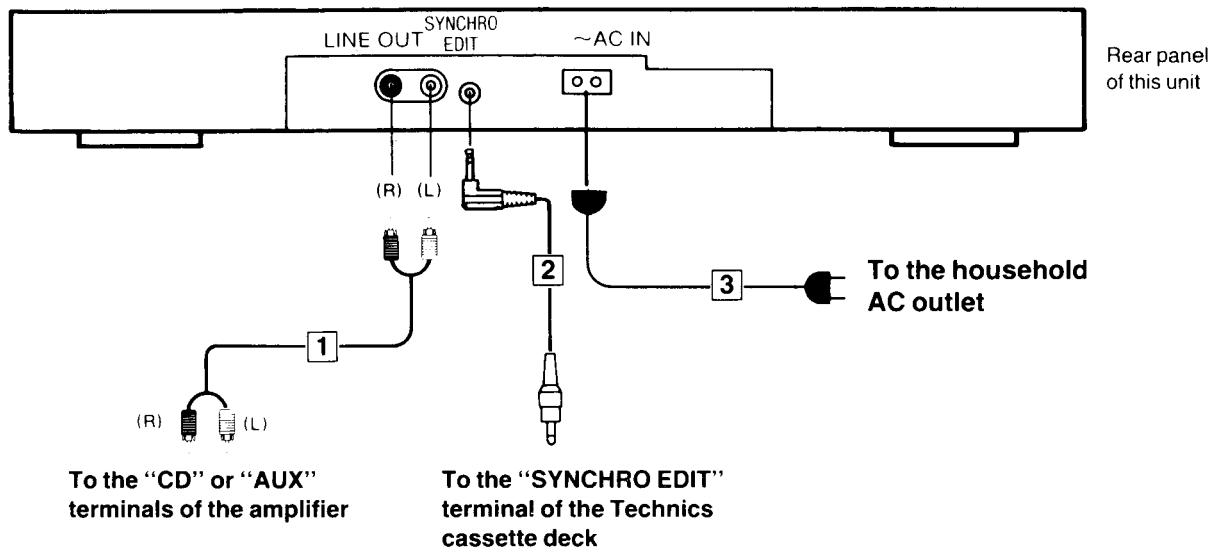 SYNCHRO
EDIT
LINE OUT
~AC IN
Rear panel
of this unit
(R) (L)
2
3
To the household
AC outlet
1
(R) (L)
To the “CD” or “AUX”
terminals of the amplifier
To the “SYNCHRO EDIT”
terminal of the Technics
cassette deck